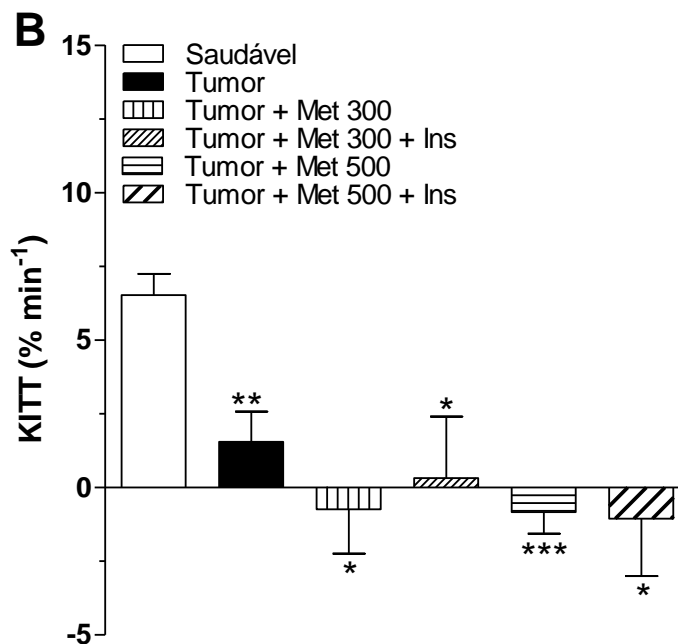 B
15
10
5
0
-5
KITT (% min⁻¹)
Saudável
Tumor
Tumor + Met 300
Tumor + Met 300 + Ins
Tumor + Met 500
Tumor + Met 500 + Ins
**
*
*
***
*